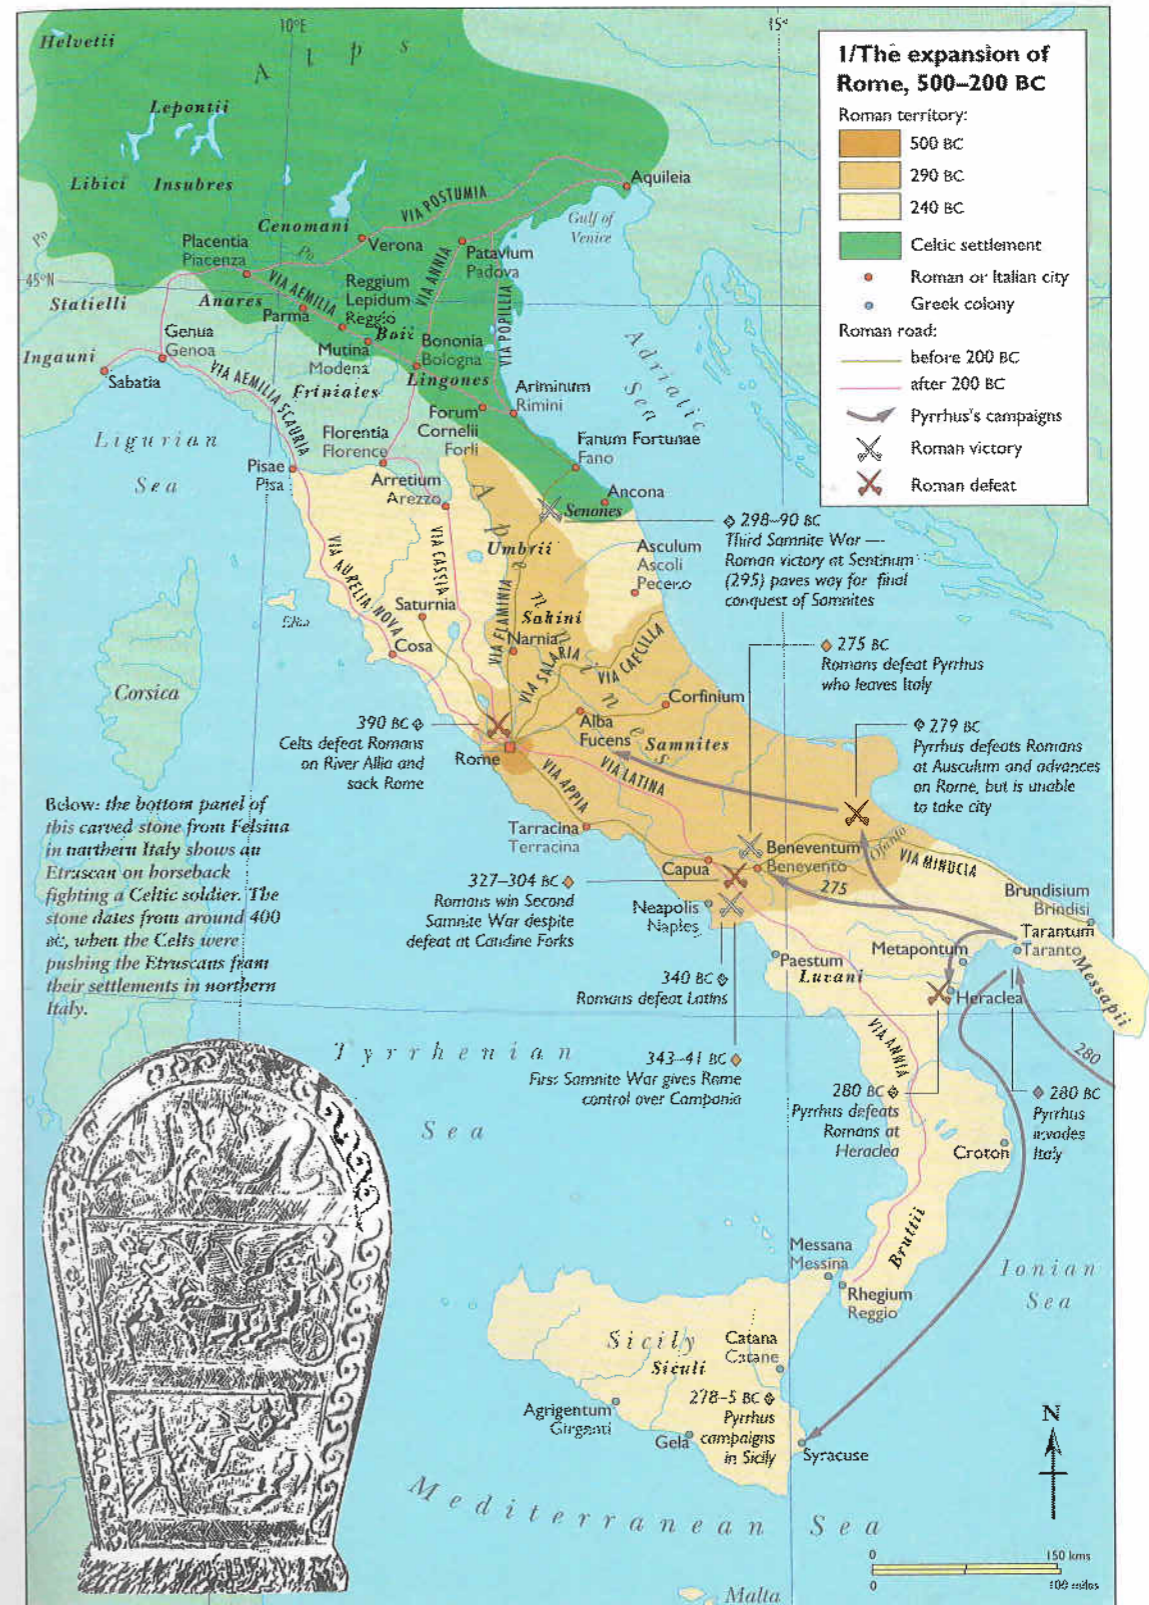 Helvetii
10°E
15°
Alps
Lepontii
Libici
Insubres
Cenomani
VIA POSTUMIA
Aquileia
Gulf of
Venice
Placentia
Piacenza
Po
Po
Verona
Patavium
Padova
45°N
Statielli
Anares
VIA AEMILIA
Reggium
Lepidum
Reggio
VIA ANNIA
VIA POPILLIA
Parma
Boii
Genua
Genoa
Mutina
Modena
Bononia
Bologna
Ingauni
Sabatia
VIA AEMILIA SCAURIA
Friniates
Lingones
Ariminum
Rimini
Adriatic
Sea
Ligurian
Sea
Florentia
Florence
Forum
Cornelii
Forli
Fanum Fortunae
Fano
Pisae
Pisa
Arretium
Arezzo
Ancona
Senones
Apennines
Umbrii
VIA AURELIA NOVA
VIA CASSIA
VIA FLAMINIA
Asculum
Ascoli
Peceno
Elba
Saturnia
Sabini
Narnia
Cosa
VIA SALARIA
VIA CAECILLA
Corsica
Corfinium
Alba
Fucens
Samnites
Rome
VIA APPIA
VIA LATINA
Tarracina
Terracina
Capua
Beneventum
Benevento
Ofanto
VIA MINUCIA
275
Neapolis
Naples
Brundisium
Brindisi
Tarantum
Taranto
Metapontum
Paestum
Lucani
Heraclea
Messapii
280
VIA ANNIA
Tyrrhenian
Sea
Croton
Bruttii
Messana
Messina
Rhegium
Reggio
Ionian
Sea
Sicily
Siculi
Catana
Catane
Agrigentum
Girgenti
Gela
Syracuse
Mediterranean Sea
Malta
1/The expansion of
Rome, 500–200 BC
Roman territory:
500 BC
290 BC
240 BC
Celtic settlement
Roman or Italian city
Greek colony
Roman road:
before 200 BC
after 200 BC
Pyrrhus's campaigns
Roman victory
Roman defeat
298–90 BC
Third Samnite War —
Roman victory at Sentinum
(295) paves way for final
conquest of Samnites
275 BC
Romans defeat Pyrrhus
who leaves Italy
279 BC
Pyrrhus defeats Romans
at Ausculum and advances
on Rome, but is unable
to take city
390 BC
Celts defeat Romans
on River Allia and
sack Rome
327–304 BC
Romans win Second
Samnite War despite
defeat at Caudine Forks
340 BC
Romans defeat Latins
343–41 BC
First Samnite War gives Rome
control over Campania
280 BC
Pyrrhus defeats
Romans at
Heraclea
280 BC
Pyrrhus
invades
Italy
278–5 BC
Pyrrhus
campaigns
in Sicily
Below: the bottom panel of
this carved stone from Felsina
in northern Italy shows an
Etruscan on horseback
fighting a Celtic soldier. The
stone dates from around 400
BC, when the Celts were
pushing the Etruscans from
their settlements in northern
Italy.
N
0 150 kms
0 100 miles